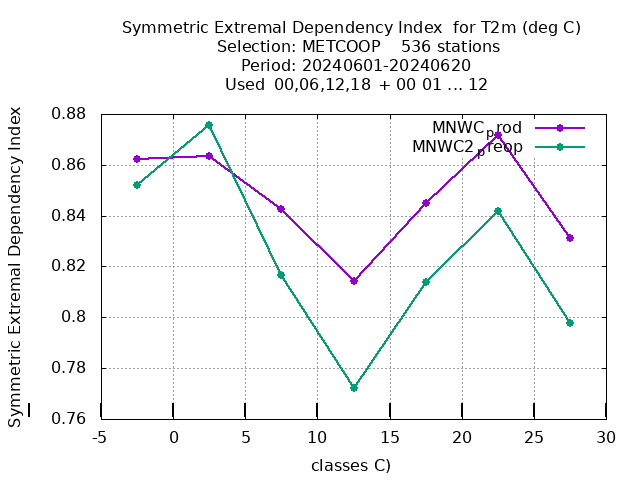 Symmetric Extremal Dependency Index for T2m (deg C)
Selection: METCOOP 536 stations
Period: 20240601-20240620
Used 00,06,12,18 + 00 01 ... 12
Symmetric Extremal Dependency Index
0.88
0.86
0.84
0.82
0.8
0.78
0.76
MNWCprod
MNWC2preop
-5 0 5 10 15 20 25 30
classes C)